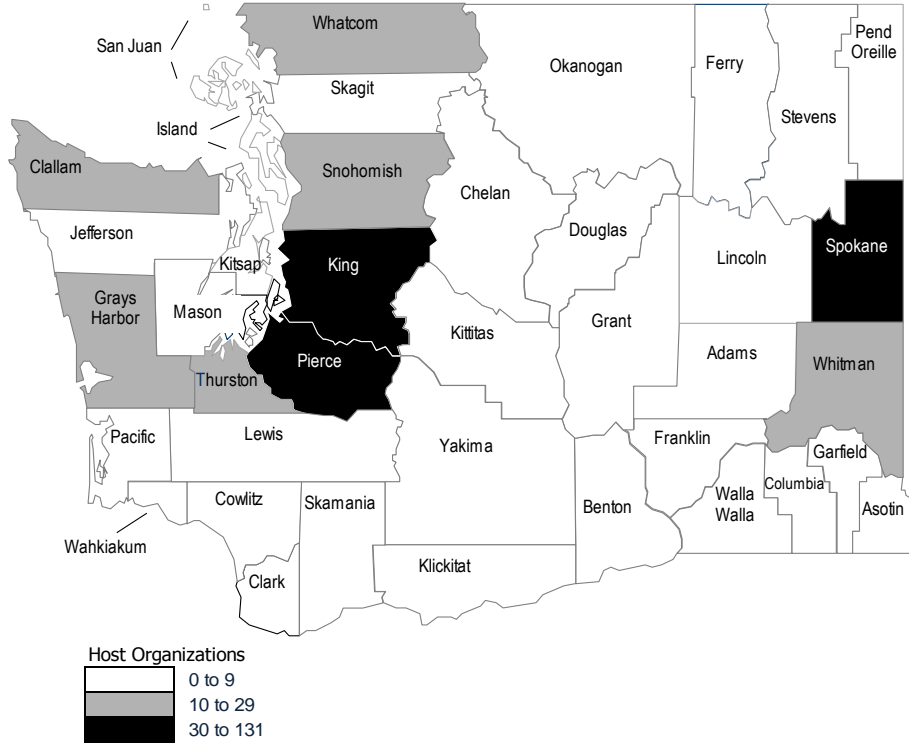 Whatcom
San Juan
Skagit
Island
Okanogan
Ferry
Pend
Oreille
Stevens
Clallam
Snohomish
Chelan
Douglas
Jefferson
Kitsap
King
Lincoln
Spokane
Grays
Harbor
Mason
Kittitas
Grant
Adams
Pierce
Thurston
Whitman
Pacific
Lewis
Yakima
Franklin
Garfield
Columbia
Walla
Walla
Asotin
Benton
Cowlitz
Skamania
Wahkiakum
Clark
Klickitat
Host Organizations
0 to 9
10 to 29
30 to 131